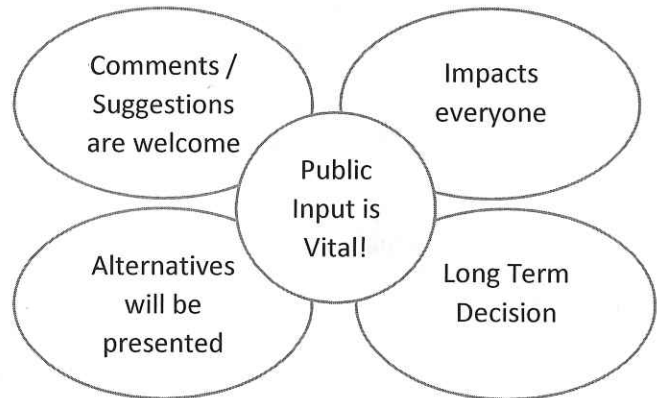 Comments /
Suggestions
are welcome
Impacts
everyone
Public
Input is
Vital!
Alternatives
will be
presented
Long Term
Decision